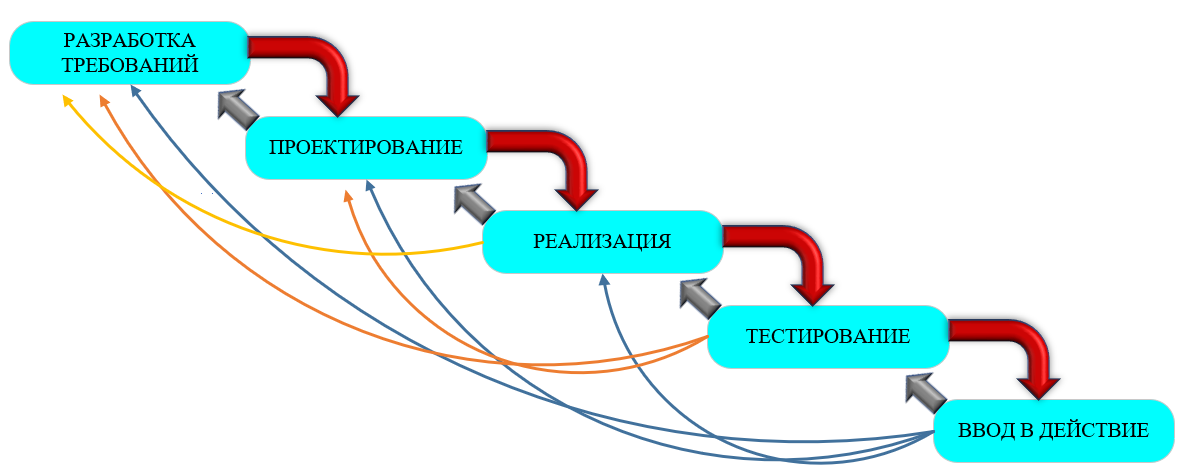 РАЗРАБОТКА
ТРЕБОВАНИЙ
ПРОЕКТИРОВАНИЕ
РЕАЛИЗАЦИЯ
ТЕСТИРОВАНИЕ
ВВОД В ДЕЙСТВИЕ